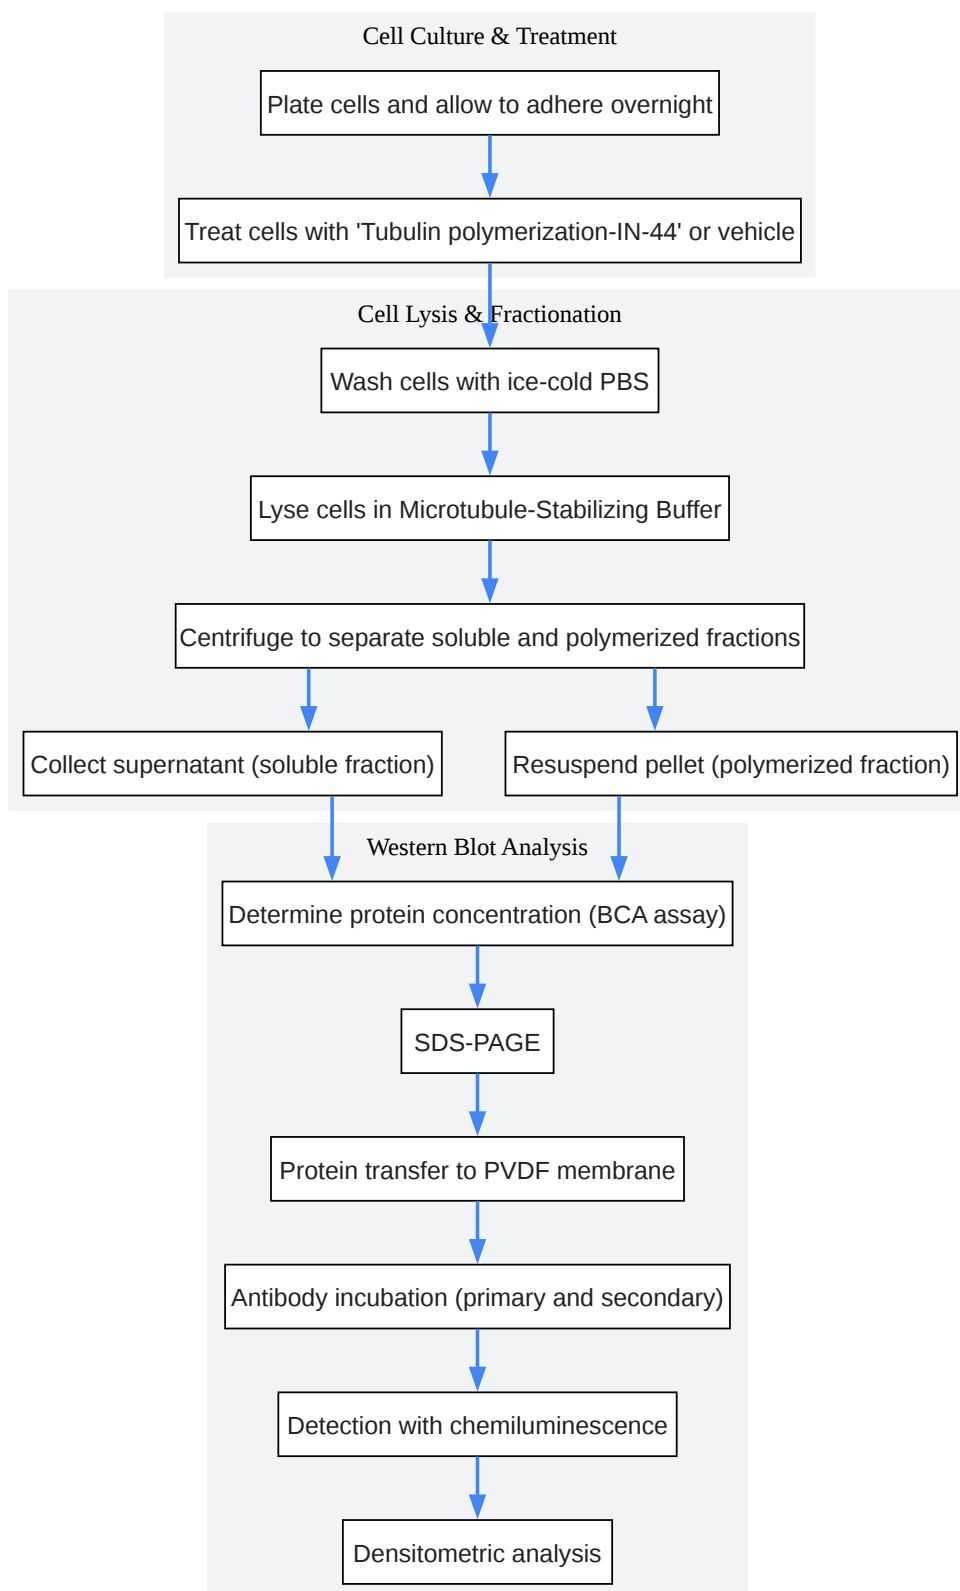 Cell Culture & Treatment
Plate cells and allow to adhere overnight
Treat cells with 'Tubulin polymerization-IN-44' or vehicle
Cell Lysis & Fractionation
Wash cells with ice-cold PBS
Lyse cells in Microtubule-Stabilizing Buffer
Centrifuge to separate soluble and polymerized fractions
Collect supernatant (soluble fraction)
Resuspend pellet (polymerized fraction)
Western Blot Analysis
Determine protein concentration (BCA assay)
SDS-PAGE
Protein transfer to PVDF membrane
Antibody incubation (primary and secondary)
Detection with chemiluminescence
Densitometric analysis